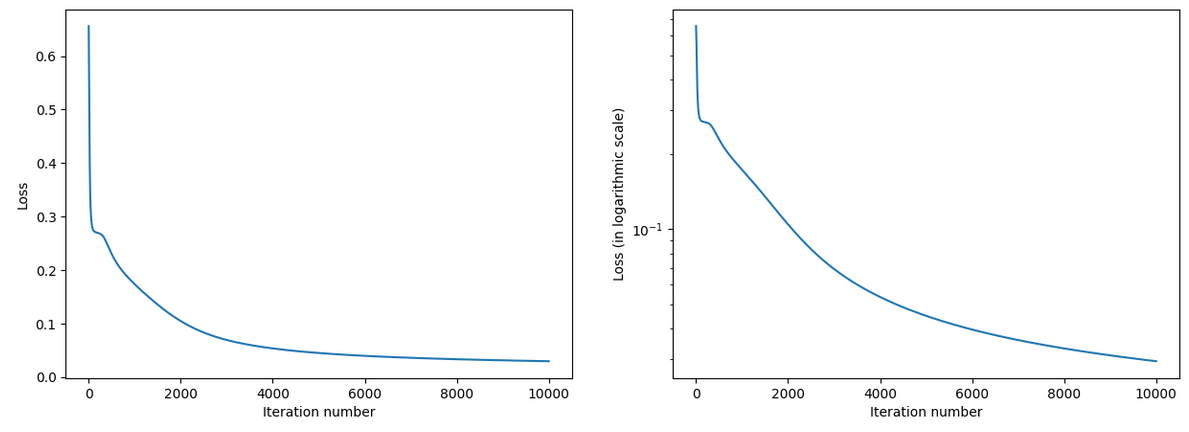 0.6
0.5
0.4
0.3
0.2
0.1
0.0
Loss
0 2000 4000 6000 8000 10000
Iteration number
10⁻¹
Loss (in logarithmic scale)
0 2000 4000 6000 8000 10000
Iteration number